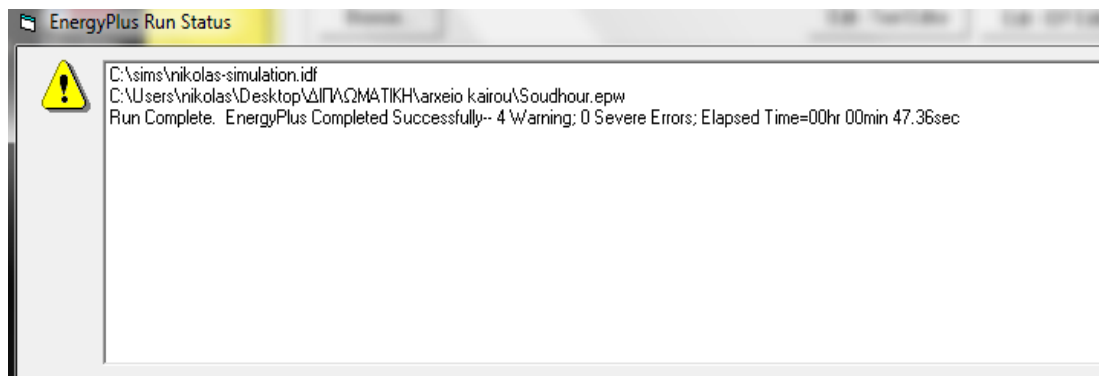 EnergyPlus Run Status
C:\sims\nikolas-simulation.idf
C:\Users\nikolas\Desktop\ΔΙΠΛΩΜΑΤΙΚΗ\arxeio kairou\Soudhour.epw
Run Complete.  EnergyPlus Completed Successfully-- 4 Warning; 0 Severe Errors; Elapsed Time=00hr 00min 47.36sec